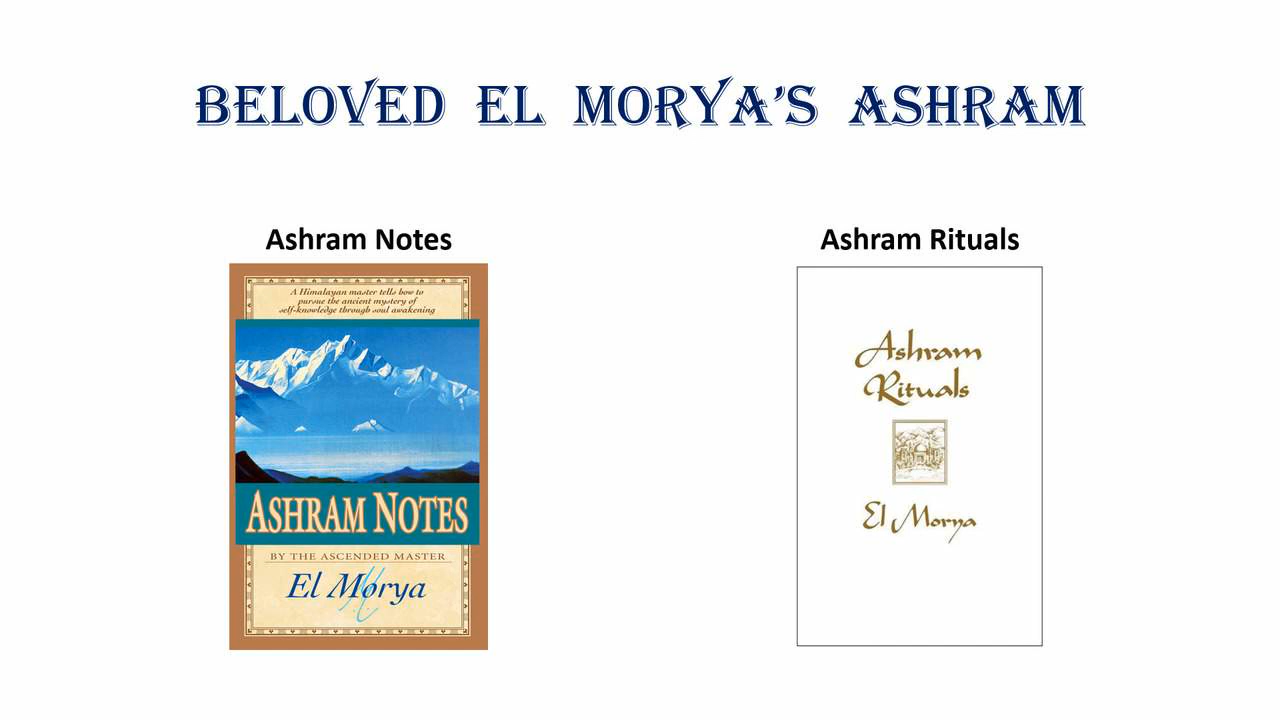 BELOVED EL MORYA'S ASHRAM
Ashram Notes
A Himalayan master tells how to
pursue the ancient mystery of
self-knowledge through soul awakening
ASHRAM NOTES
BY THE ASCENDED MASTER
El Morya
Ashram Rituals
Ashram
Rituals
El Morya